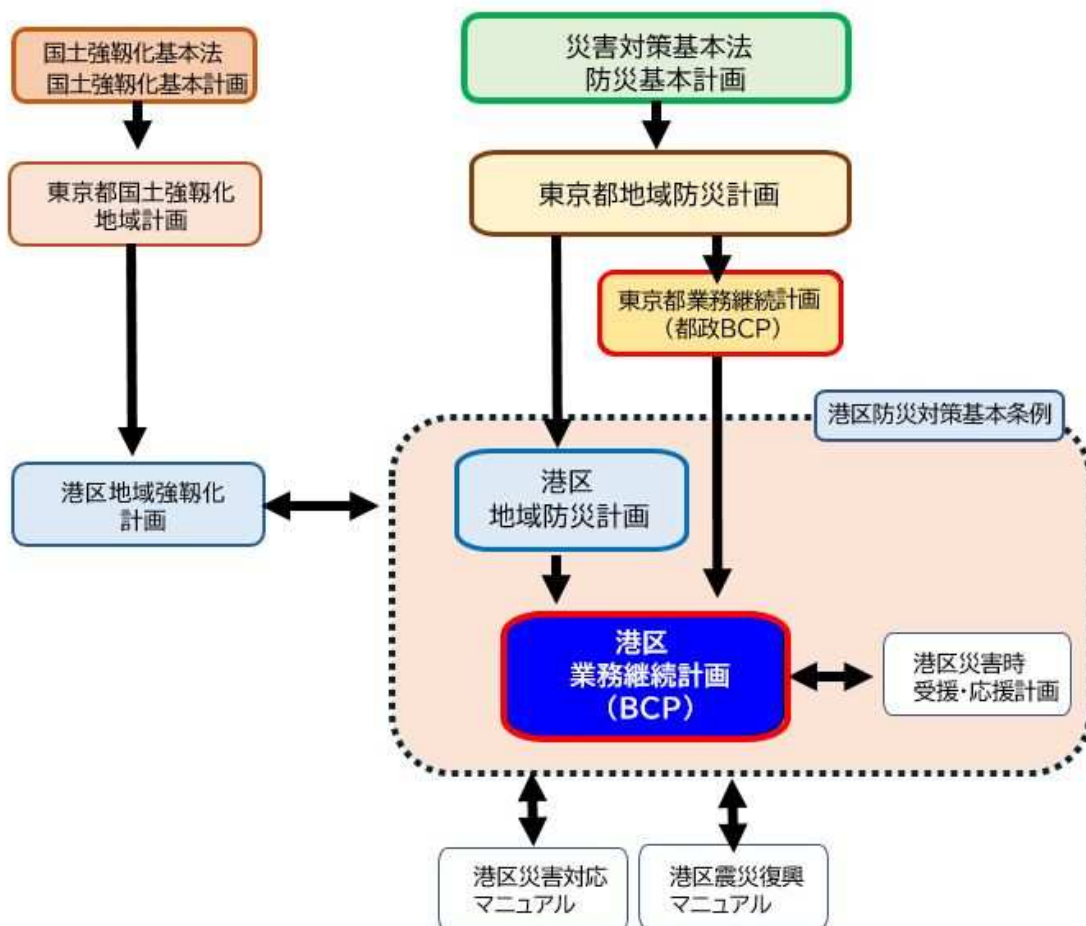 国土強靱化基本法
国土強靱化基本計画
災害対策基本法
防災基本計画
東京都国土強靱化
地域計画
東京都地域防災計画
東京都業務継続計画
（都政BCP）
港区防災対策基本条例
港区地域強靱化
計画
港区
地域防災計画
港区
業務継続計画
（BCP）
港区災害時
受援・応援計画
港区災害対応
マニュアル
港区震災復興
マニュアル